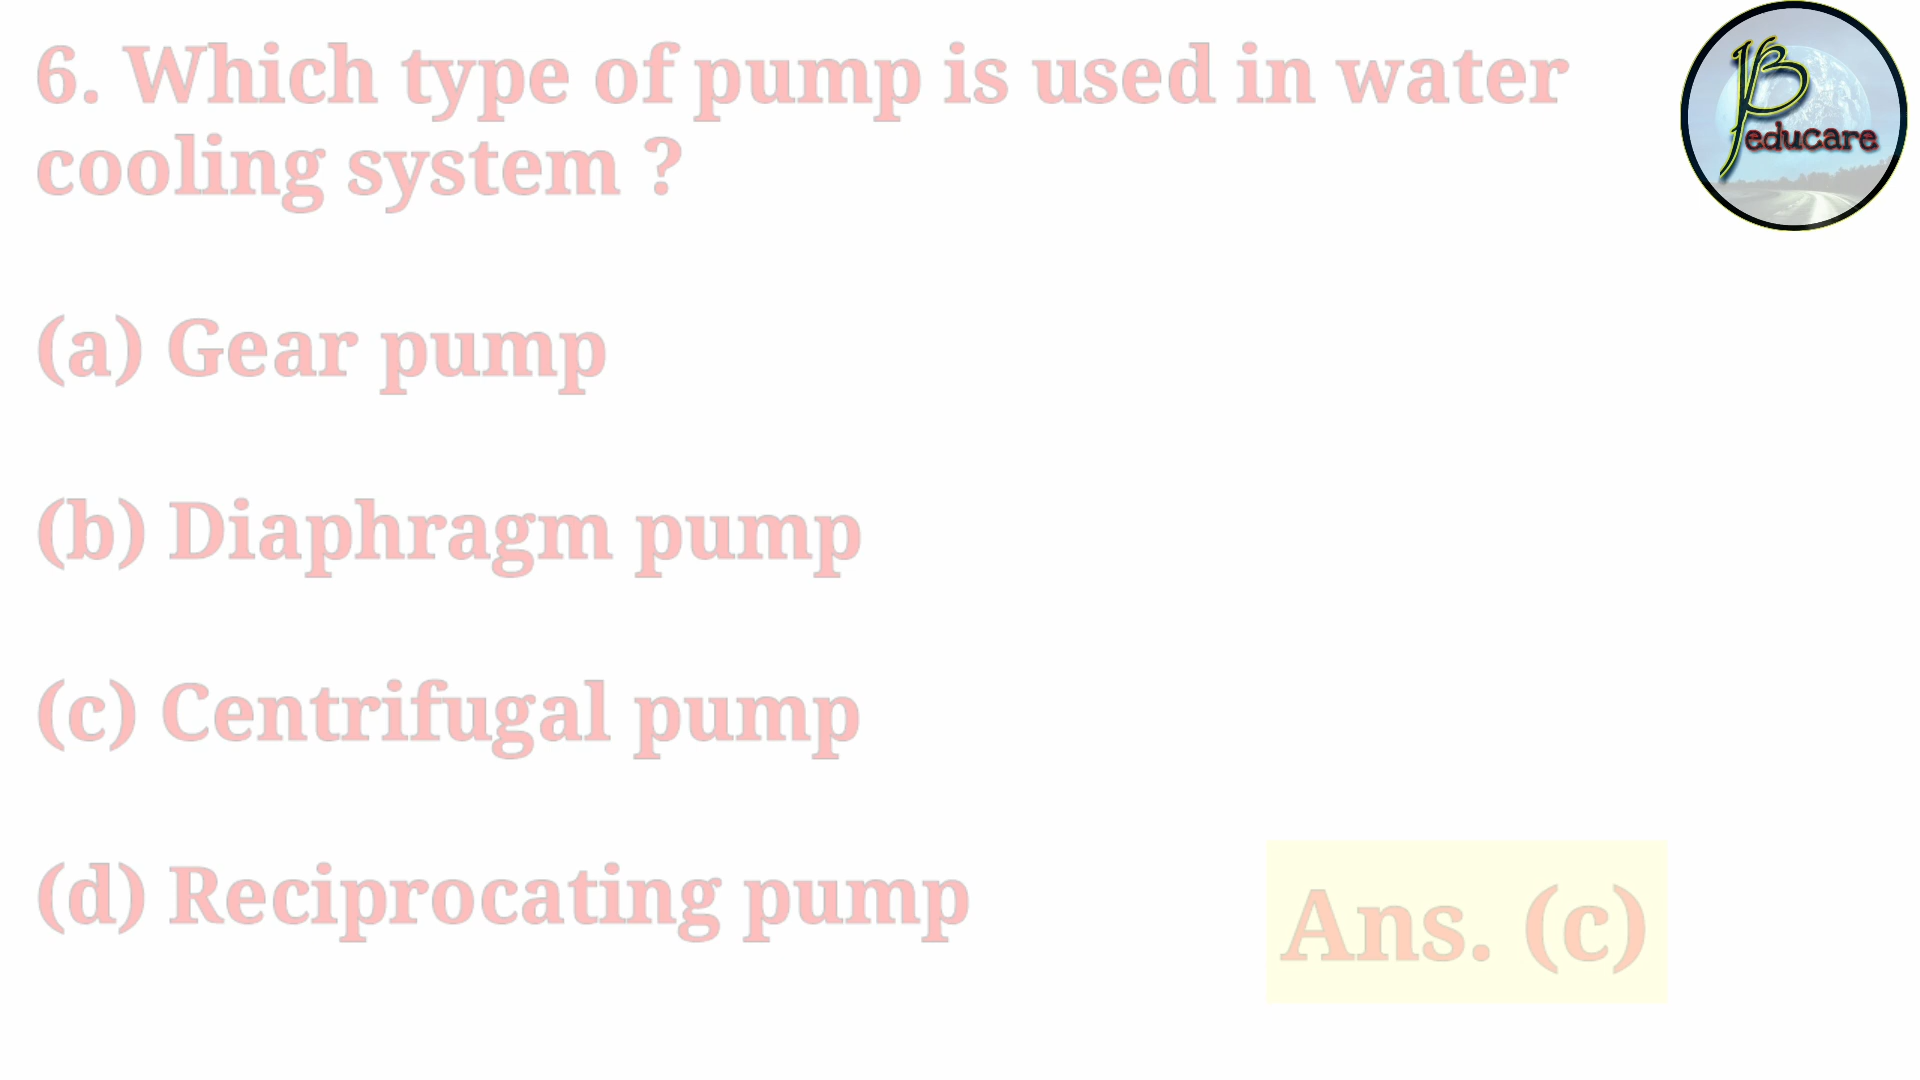 6. Which type of pump is used in water
cooling system ?
(a) Gear pump
(b) Diaphragm pump
(c) Centrifugal pump
(d) Reciprocating pump
Ans. (c)
educare